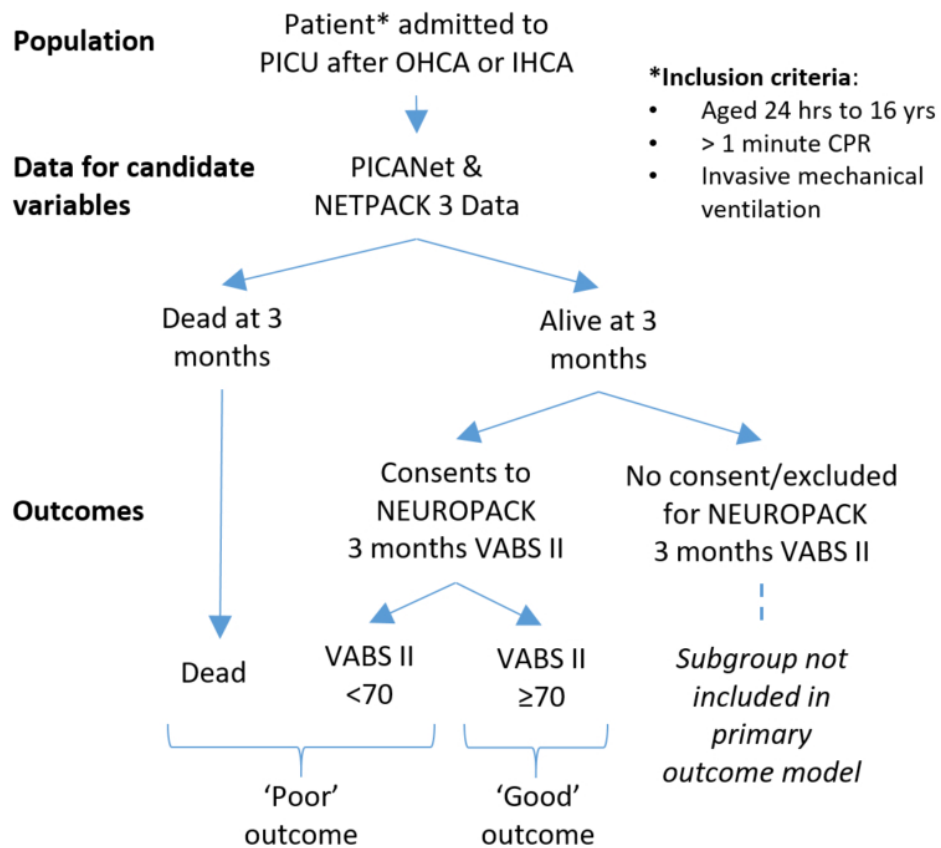 Population
Patient* admitted to
PICU after OHCA or IHCA
*Inclusion criteria:
• Aged 24 hrs to 16 yrs
• > 1 minute CPR
• Invasive mechanical
ventilation
Data for candidate
variables
PICANet &
NETPACK 3 Data
Dead at 3
months
Alive at 3
months
Outcomes
Consents to
NEUROPACK
3 months VABS II
No consent/excluded
for NEUROPACK
3 months VABS II
Dead
VABS II
<70
VABS II
≥70
Subgroup not
included in
primary
outcome model
‘Poor’
outcome
‘Good’
outcome